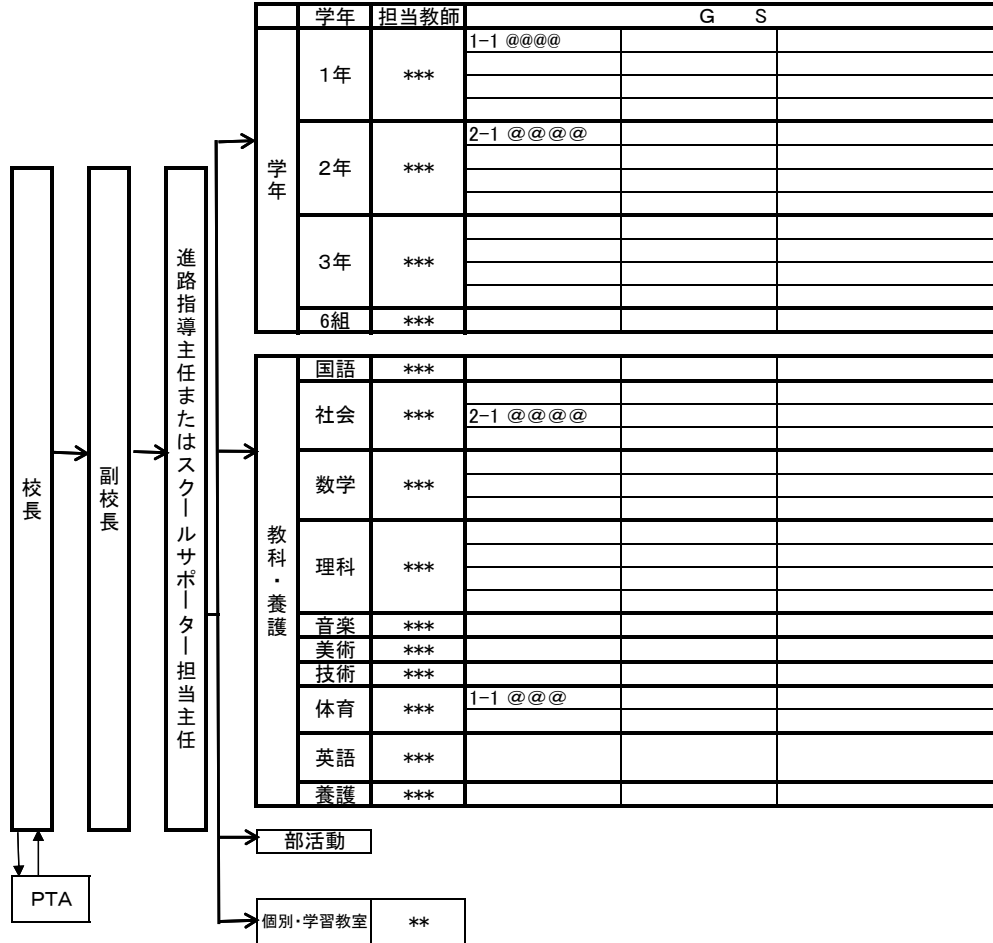 学年 担当教師 G S
学年
1年 *** 1-1 @@@@
2年 *** 2-1 @@@@
3年 ***
6組 ***
校長
副校長
進路指導主任またはスクールサポーター担当主任
教科・養護
国語 ***
社会 *** 2-1 @@@@
数学 ***
理科 ***
音楽 ***
美術 ***
技術 ***
体育 *** 1-1 @@@
英語 ***
養護 ***
部活動
PTA
個別・学習教室 **